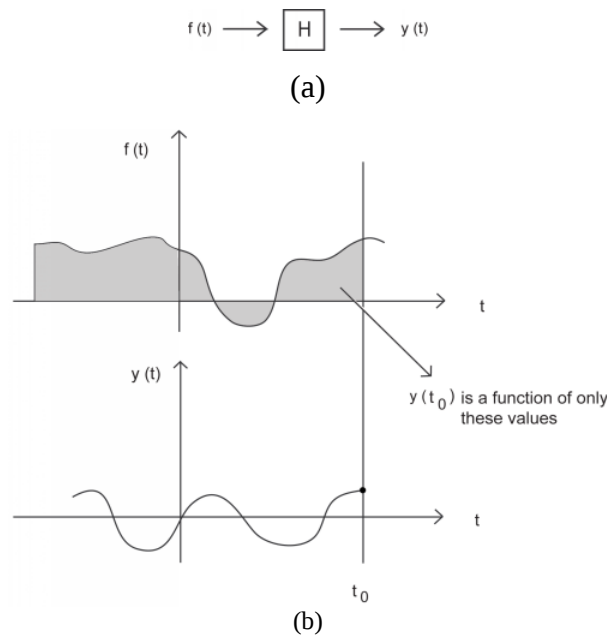 f (t) H y (t)
(a)
f (t)
t
y (t)
y ( t 0 ) is a function of only
these values
t
t 0
(b)